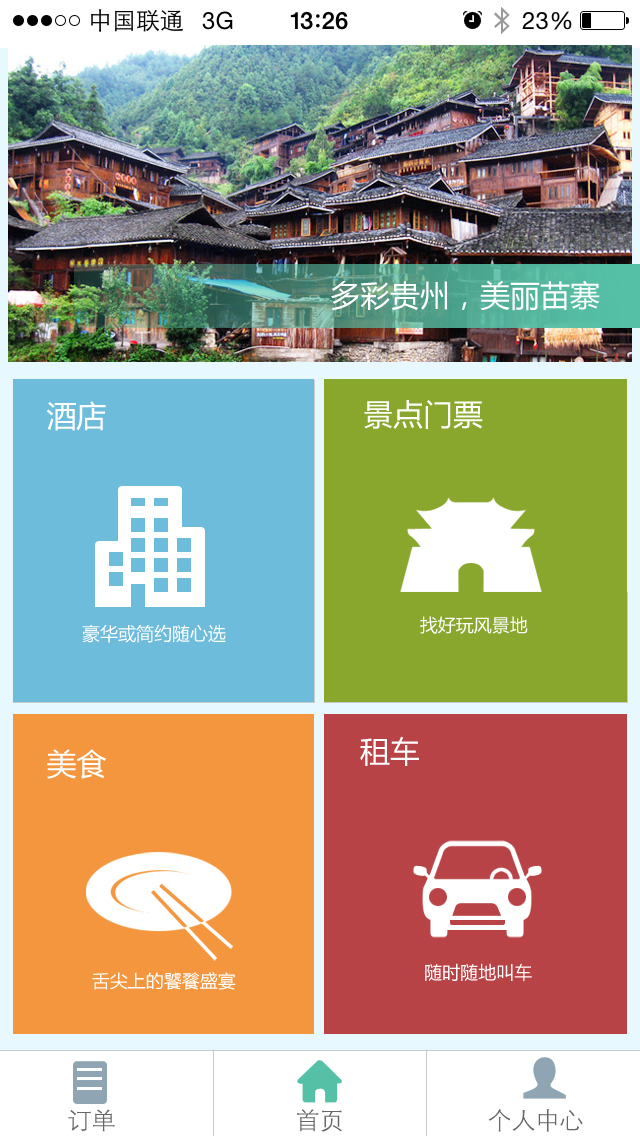 中国联通 3G 13:26 23%
多彩贵州，美丽苗寨
酒店
景点门票
豪华或简约随心选
找好玩风景地
美食
租车
舌尖上的饕餮盛宴
随时随地叫车
订单
首页
个人中心